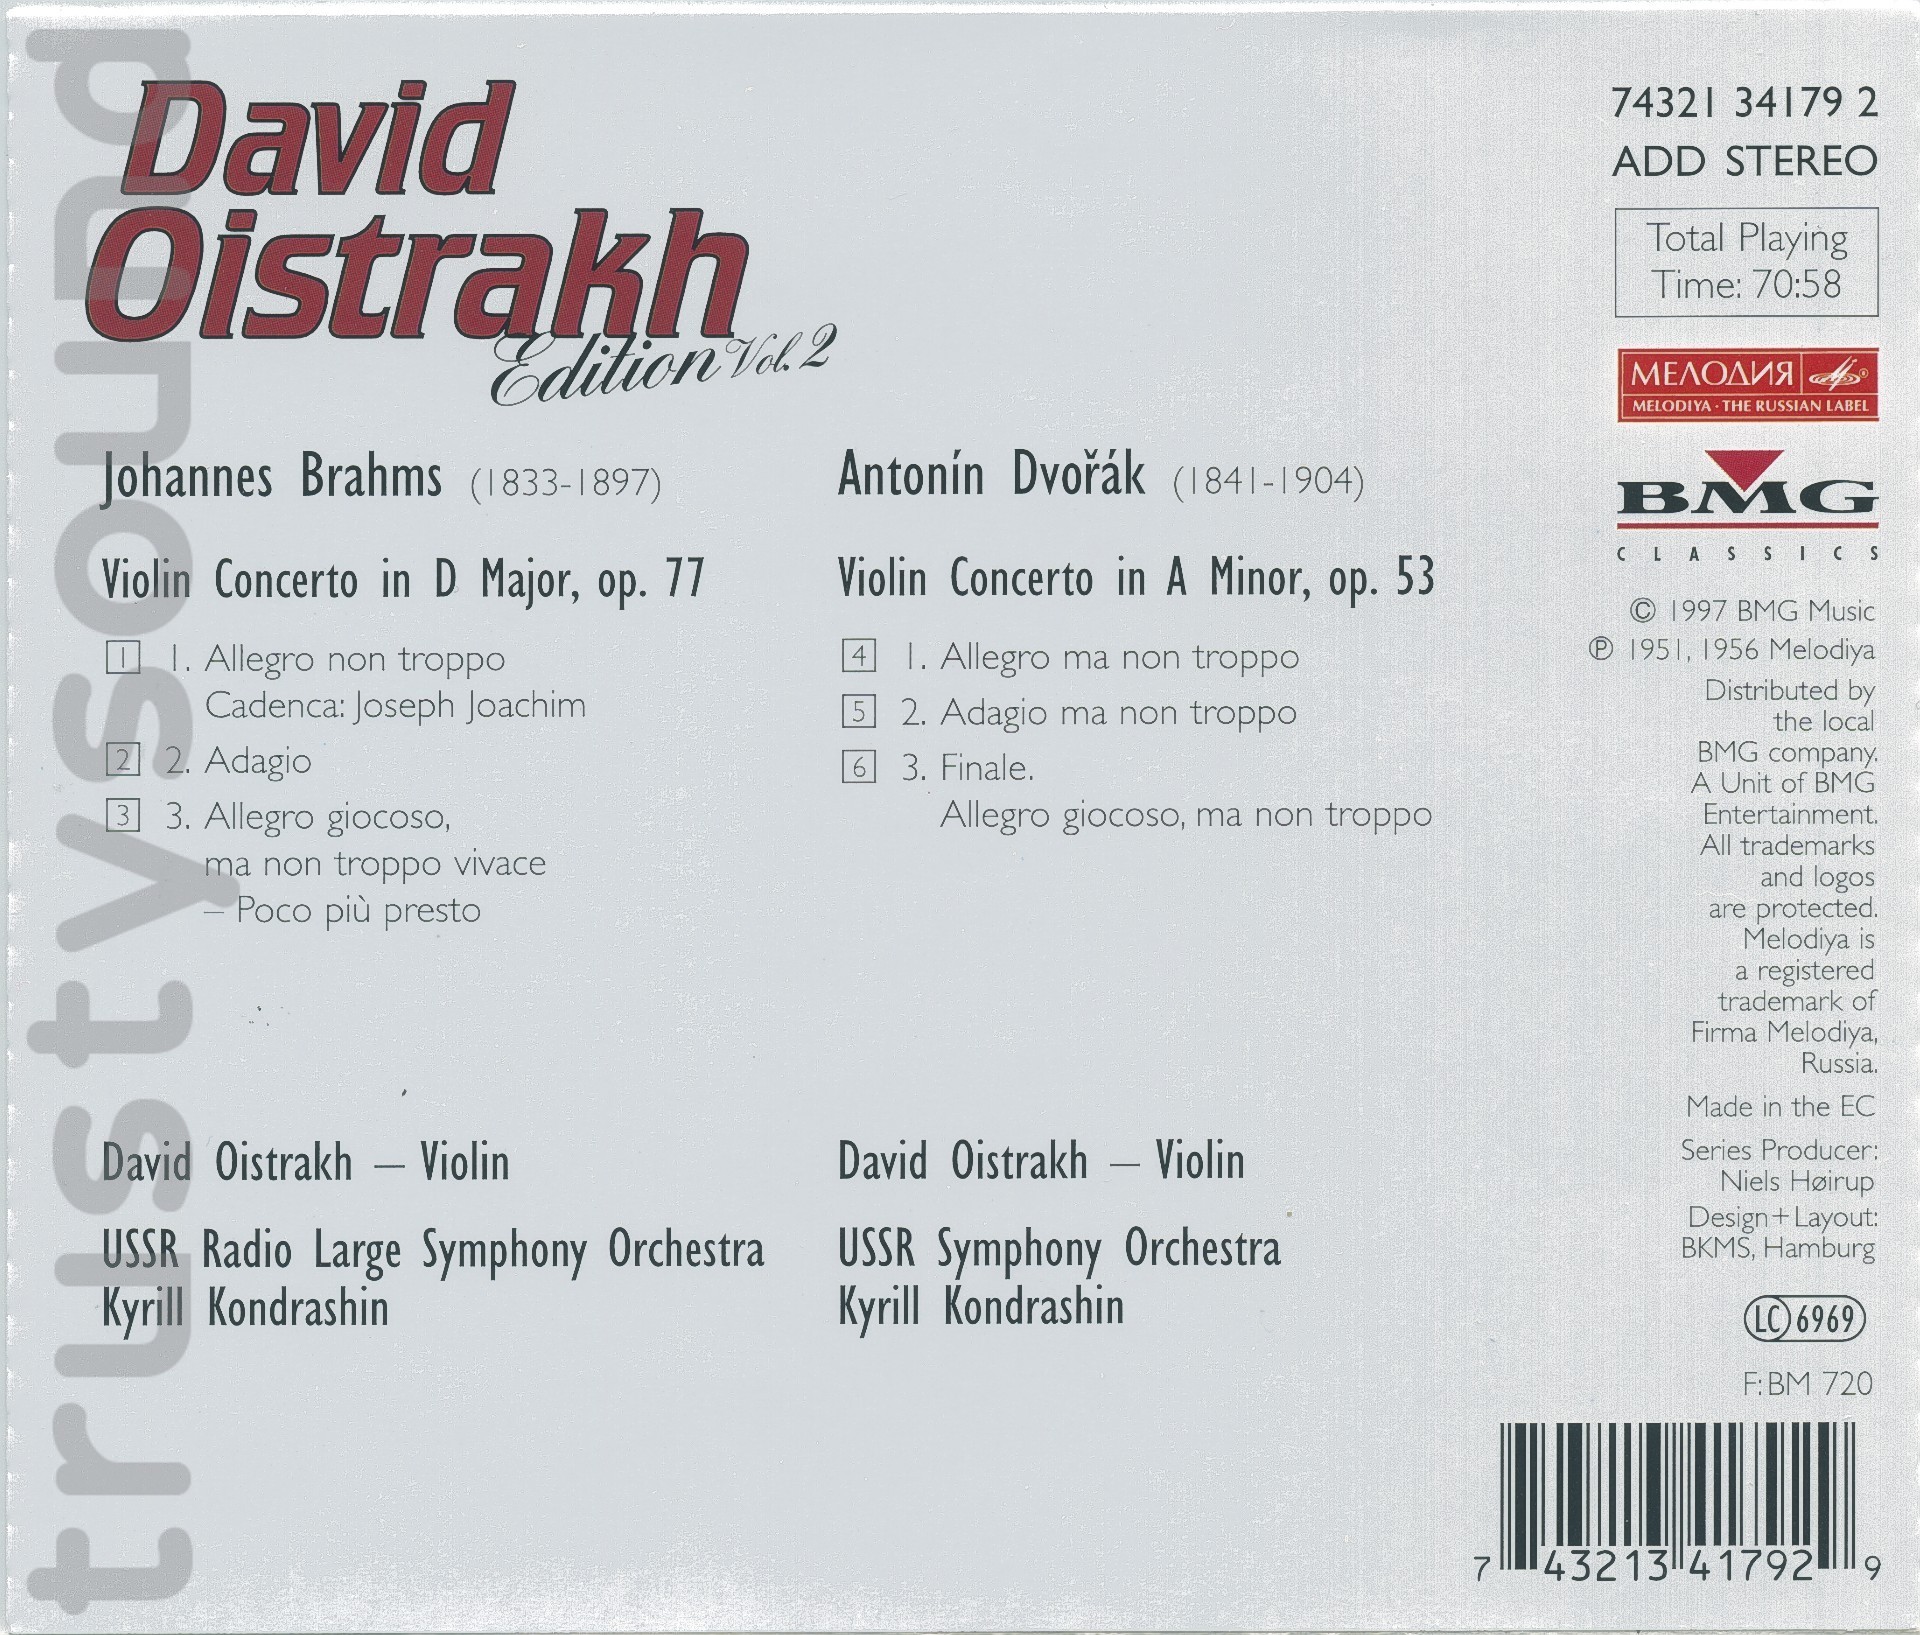 David
Oistrakh
Edition Vol. 2
Johannes Brahms (1833-1897)
Violin Concerto in D Major, op. 77
1 1. Allegro non troppo
Cadenca: Joseph Joachim
2 2. Adagio
3 3. Allegro giocoso,
ma non troppo vivace
– Poco più presto
David Oistrakh – Violin
USSR Radio Large Symphony Orchestra
Kyrill Kondrashin
Antonín Dvořák (1841-1904)
Violin Concerto in A Minor, op. 53
4 1. Allegro ma non troppo
5 2. Adagio ma non troppo
6 3. Finale.
Allegro giocoso, ma non troppo
David Oistrakh – Violin
USSR Symphony Orchestra
Kyrill Kondrashin
74321 34179 2
ADD STEREO
Total Playing
Time: 70:58
МЕЛОДИЯ
MELODIYA · THE RUSSIAN LABEL
BMG
CLASSICS
© 1997 BMG Music
℗ 1951, 1956 Melodiya
Distributed by
the local
BMG company.
A Unit of BMG
Entertainment.
All trademarks
and logos
are protected.
Melodiya is
a registered
trademark of
Firma Melodiya,
Russia.
Made in the EC
Series Producer:
Niels Høirup
Design+Layout:
BKMS, Hamburg
LC 6969
F: BM 720
7 43213 41792 9
trustysound